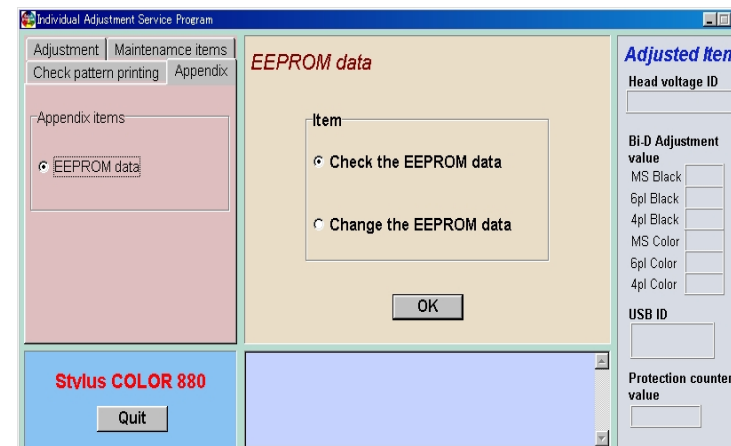 Individual Adjustment Service Program
Adjustment
Maintenamce items
Check pattern printing
Appendix
Appendix items
EEPROM data
EEPROM data
Item
Check the EEPROM data
Change the EEPROM data
OK
Stylus COLOR 880
Quit
Adjusted Item
Head voltage ID
Bi-D Adjustment
value
MS Black
6pl Black
4pl Black
MS Color
6pl Color
4pl Color
USB ID
Protection counter
value